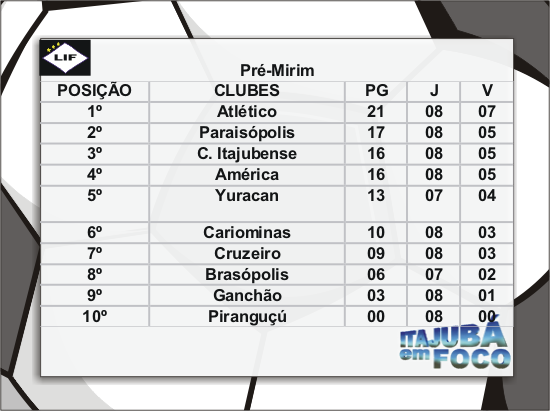 LIF
Pré-Mirim
POSIÇÃO CLUBES PG J V
1º Atlético 21 08 07
2º Paraisópolis 17 08 05
3º C. Itajubense 16 08 05
4º América 16 08 05
5º Yuracan 13 07 04
6º Cariominas 10 08 03
7º Cruzeiro 09 08 03
8º Brasópolis 06 07 02
9º Ganchão 03 08 01
10º Piranguçú 00 08 00
ITAJUBÁ
em FOCO